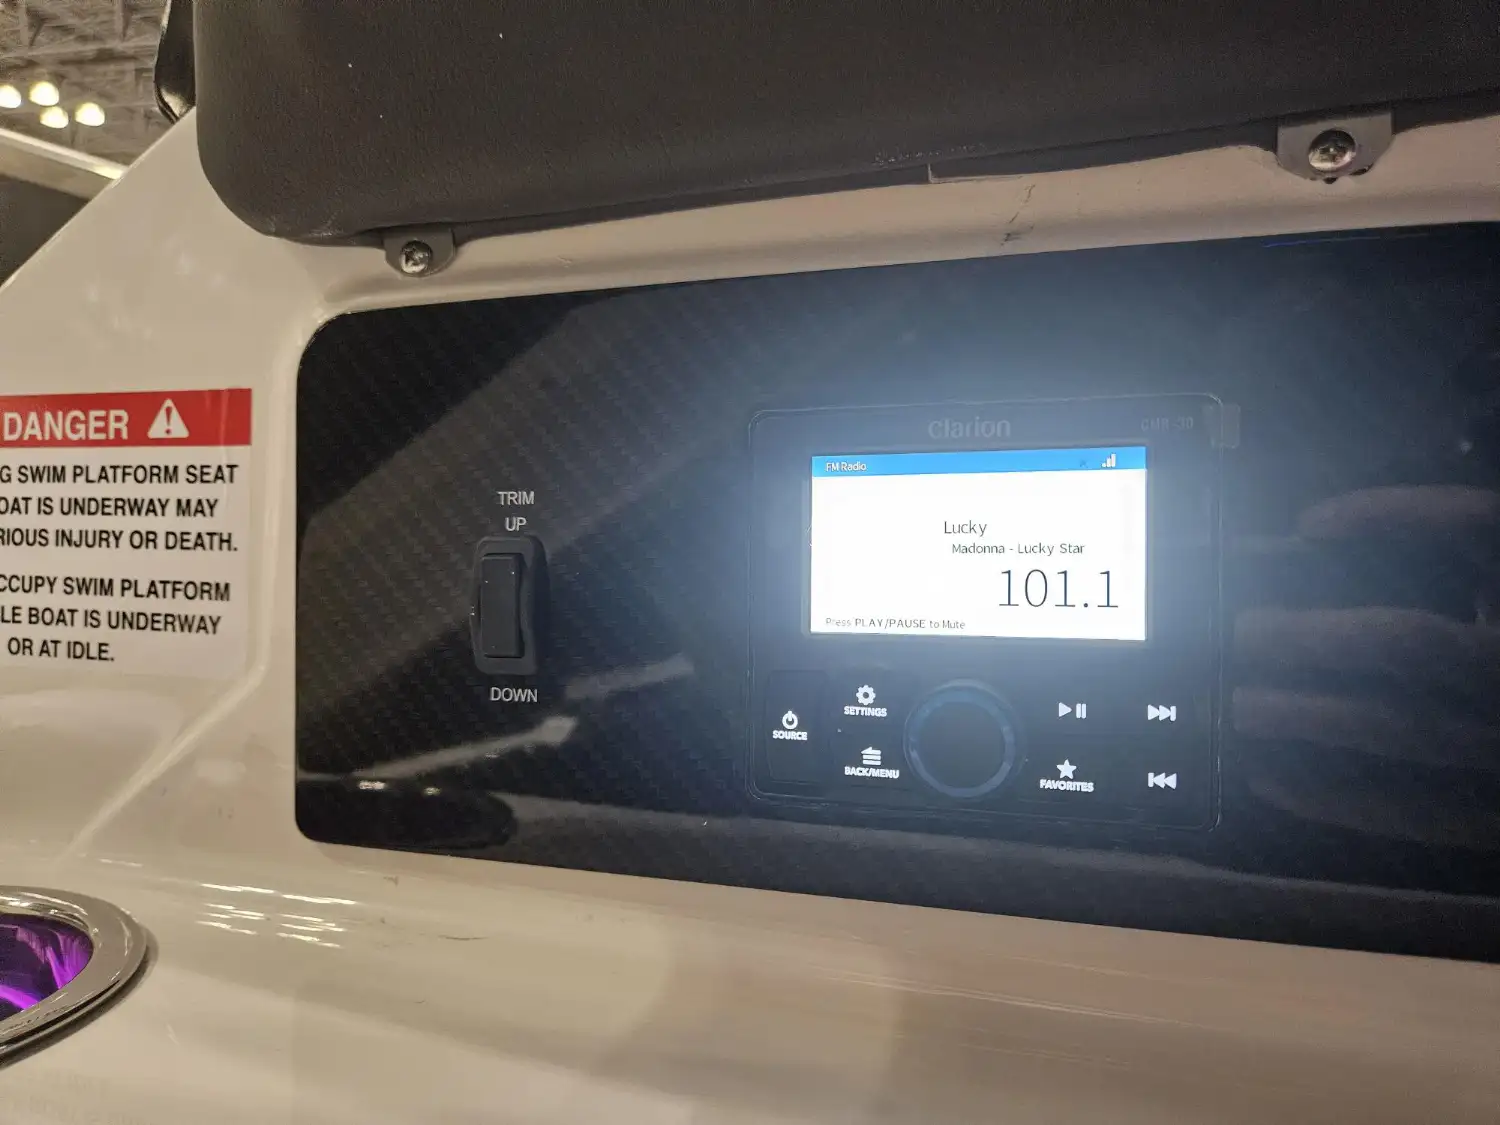 DANGER
G SWIM PLATFORM SEAT
OAT IS UNDERWAY MAY
RIOUS INJURY OR DEATH.
CCUPY SWIM PLATFORM
LE BOAT IS UNDERWAY
OR AT IDLE.
TRIM
UP
DOWN
Clarion
FM Radio
Lucky
Madonna - Lucky Star
101.1
Press PLAY/PAUSE to Mute
SETTINGS
SOURCE
BACK/MENU
FAVORITES